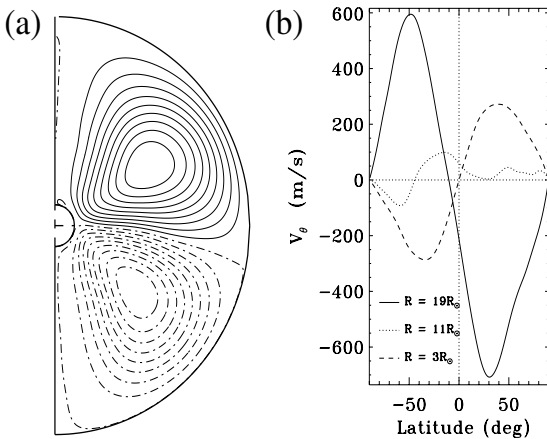 (a)
(b)
600
400
200
0
−200
−400
−600
V_θ (m/s)
R = 19R_⊙
R = 11R_⊙
R = 3R_⊙
−50
0
50
Latitude (deg)